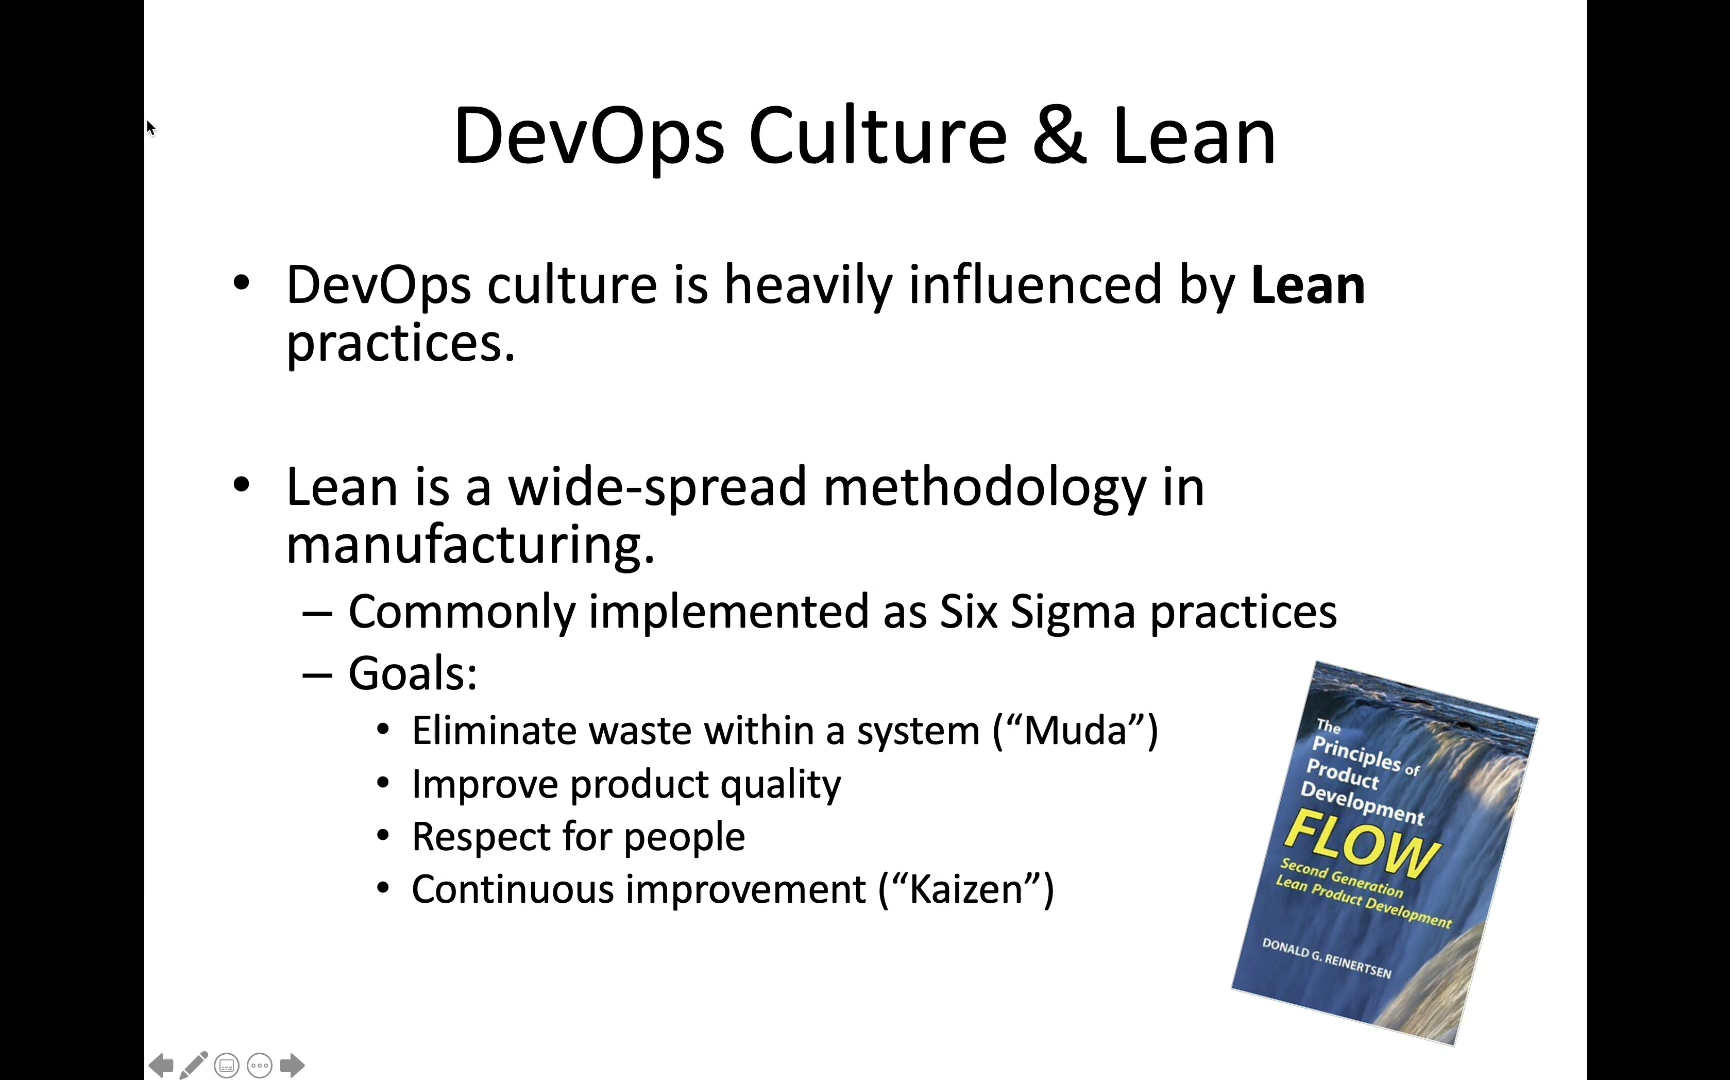 DevOps Culture & Lean
• DevOps culture is heavily influenced by Lean
practices.
• Lean is a wide-spread methodology in
manufacturing.
– Commonly implemented as Six Sigma practices
– Goals:
• Eliminate waste within a system (“Muda”)
• Improve product quality
• Respect for people
• Continuous improvement (“Kaizen”)
The
Principles of
Product
Development
FLOW
Second Generation
Lean Product Development
DONALD G. REINERTSEN